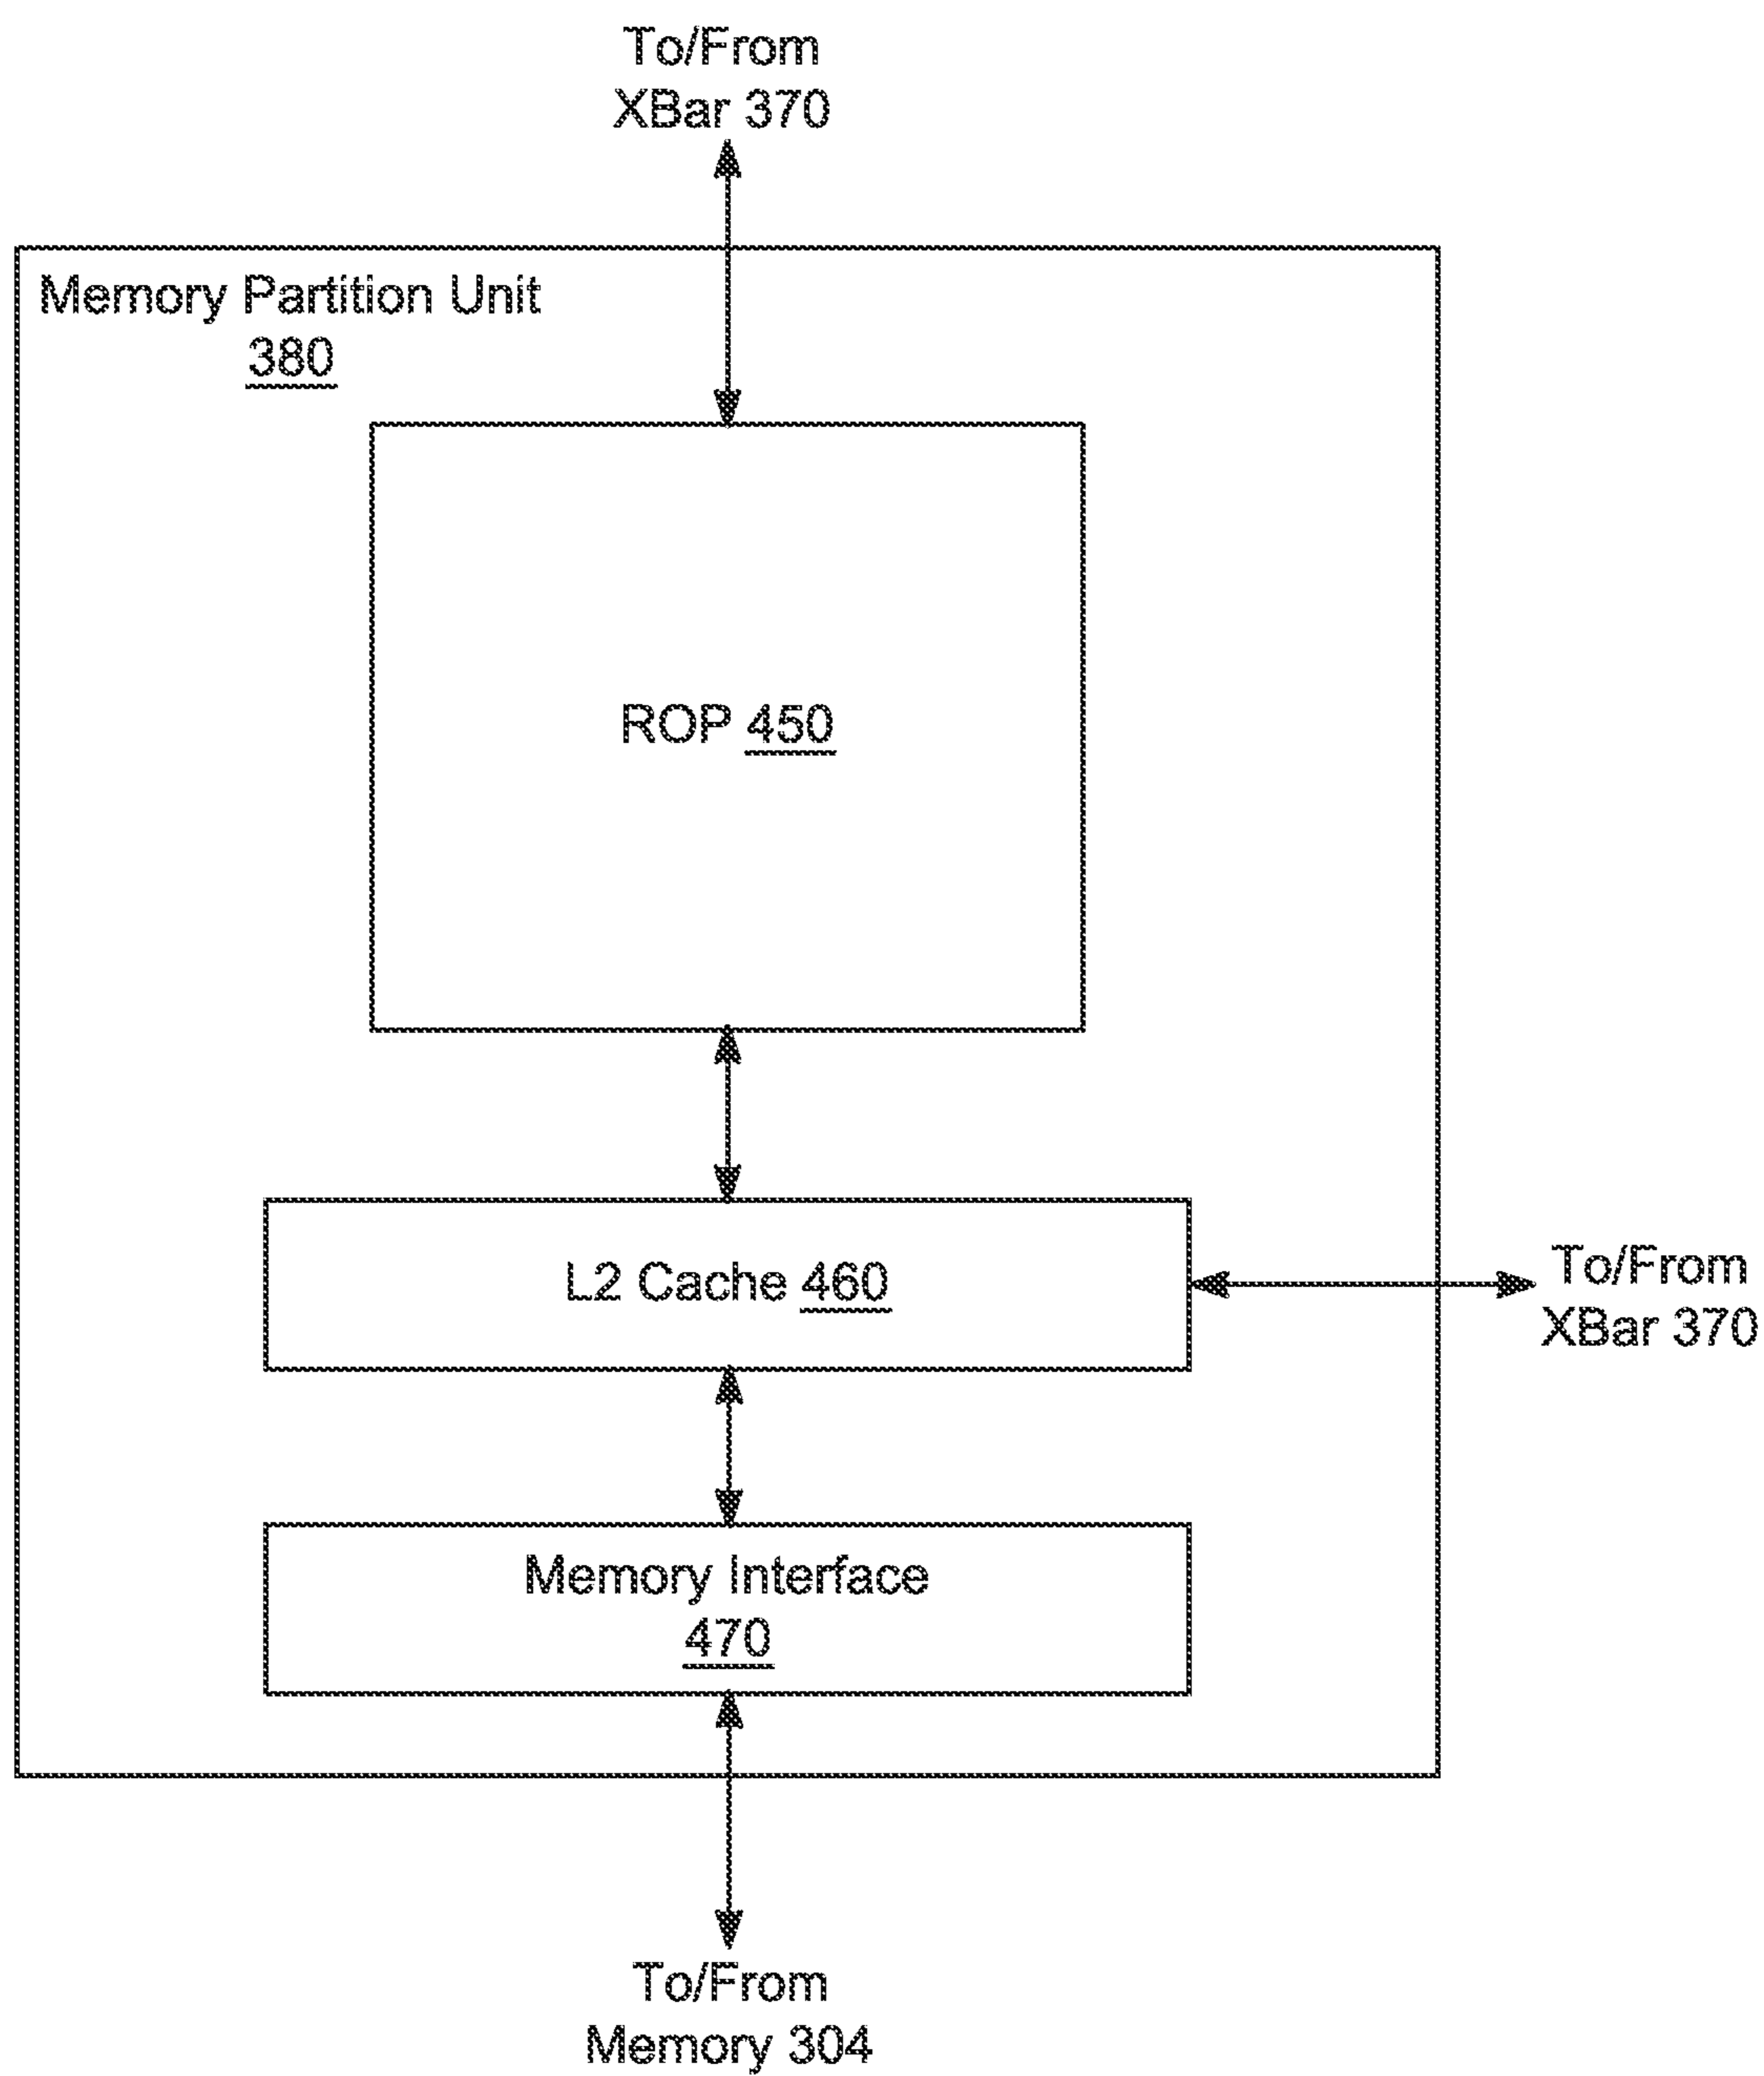 To/From
XBar 370
Memory Partition Unit
380
ROP 450
L2 Cache 460
To/From
XBar 370
Memory Interface
470
To/From
Memory 304